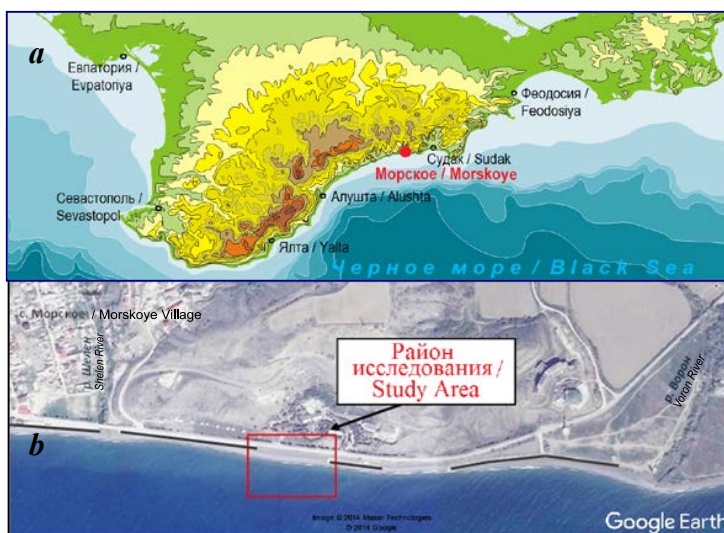 a
Евпатория /
Evpatoriya
Феодосия /
Feodosiya
Судак / Sudak
Морское / Morskoye
Севастополь /
Sevastopol
Алушта / Alushta
Ялта / Yalta
Черное море / Black Sea
с. Морское / Morskoye Village
р. Шелен
Shelen River
Район
исследования /
Study Area
р. Ворон
Voron River
b
Image © 2014 Maxar Technologies
© 2014 Google
Google Earth